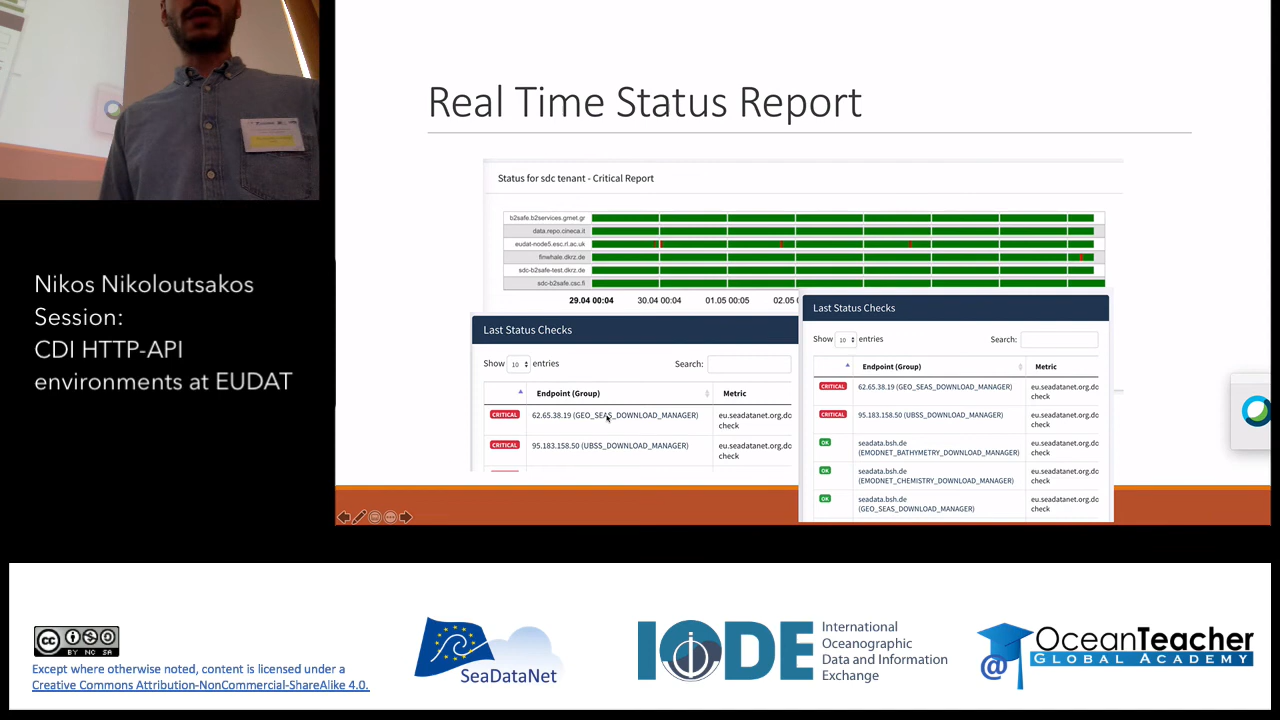 Real Time Status Report
Status for sdc tenant - Critical Report
b2safe.b2services.grnet.gr
data.repo.cineca.it
eudat-node5.esc.rl.ac.uk
finwhale.dkrz.de
sdc-b2safe-test.dkrz.de
sdc-b2safe.csc.fi
29.04 00:04 30.04 00:04 01.05 00:05 02.05
Last Status Checks
Show 10 entries Search:
Endpoint (Group) Metric
CRITICAL 62.65.38.19 (GEO_SEAS_DOWNLOAD_MANAGER) eu.seadatanet.org.dc
check
CRITICAL 95.183.158.50 (UBSS_DOWNLOAD_MANAGER) eu.seadatanet.org.dc
check
Last Status Checks
Show 10 entries Search:
Endpoint (Group) Metric
CRITICAL 62.65.38.19 (GEO_SEAS_DOWNLOAD_MANAGER) eu.seadatanet.org.dc
check
CRITICAL 95.183.158.50 (UBSS_DOWNLOAD_MANAGER) eu.seadatanet.org.dc
check
OK seadata.bsh.de eu.seadatanet.org.dc
(EMODNET_BATHYMETRY_DOWNLOAD_MANAGER) check
OK seadata.bsh.de eu.seadatanet.org.dc
(EMODNET_CHEMISTRY_DOWNLOAD_MANAGER) check
OK seadata.bsh.de eu.seadatanet.org.dc
(GEO_SEAS_DOWNLOAD_MANAGER) check
Nikos Nikoloutsakos
Session:
CDI HTTP-API
environments at EUDAT
cc
BY NC SA
Except where otherwise noted, content is licensed under a
Creative Commons Attribution-NonCommercial-ShareAlike 4.0.
SeaDataNet
IODE
International
Oceanographic
Data and Information
Exchange
@
OceanTeacher
GLOBAL ACADEMY